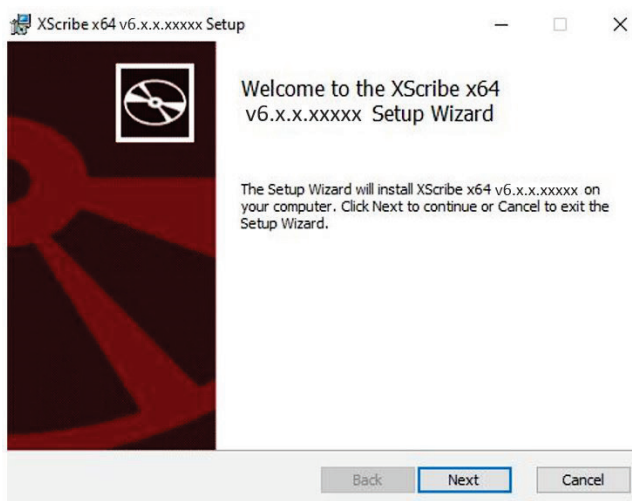 XScribe x64 v6.x.x.xxxxx Setup
Welcome to the XScribe x64
v6.x.x.xxxxx Setup Wizard
The Setup Wizard will install XScribe x64 v6.x.x.xxxxx on
your computer. Click Next to continue or Cancel to exit the
Setup Wizard.
Back Next Cancel